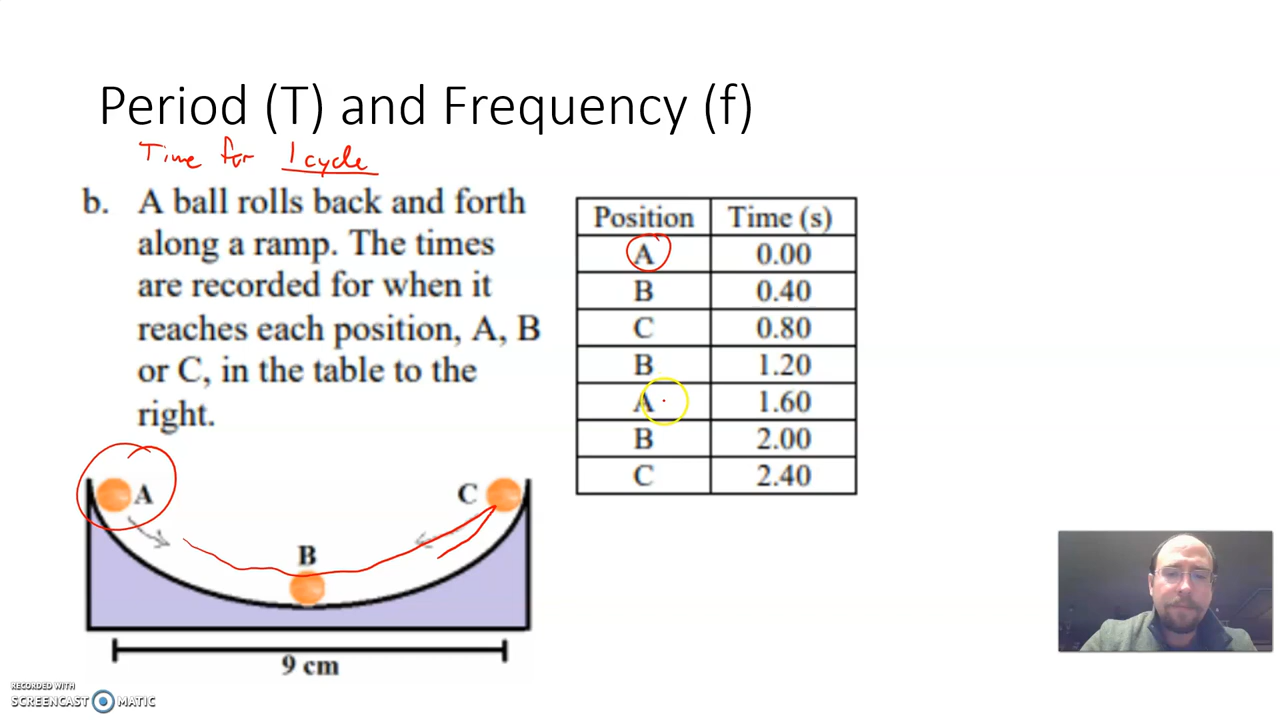 Period (T) and Frequency (f)
Time for 1 cycle
b. A ball rolls back and forth
along a ramp. The times
are recorded for when it
reaches each position, A, B
or C, in the table to the
right.
Position Time (s)
A 0.00
B 0.40
C 0.80
B 1.20
A 1.60
B 2.00
C 2.40
A
C
B
9 cm
RECORDED WITH
SCREENCAST MATIC